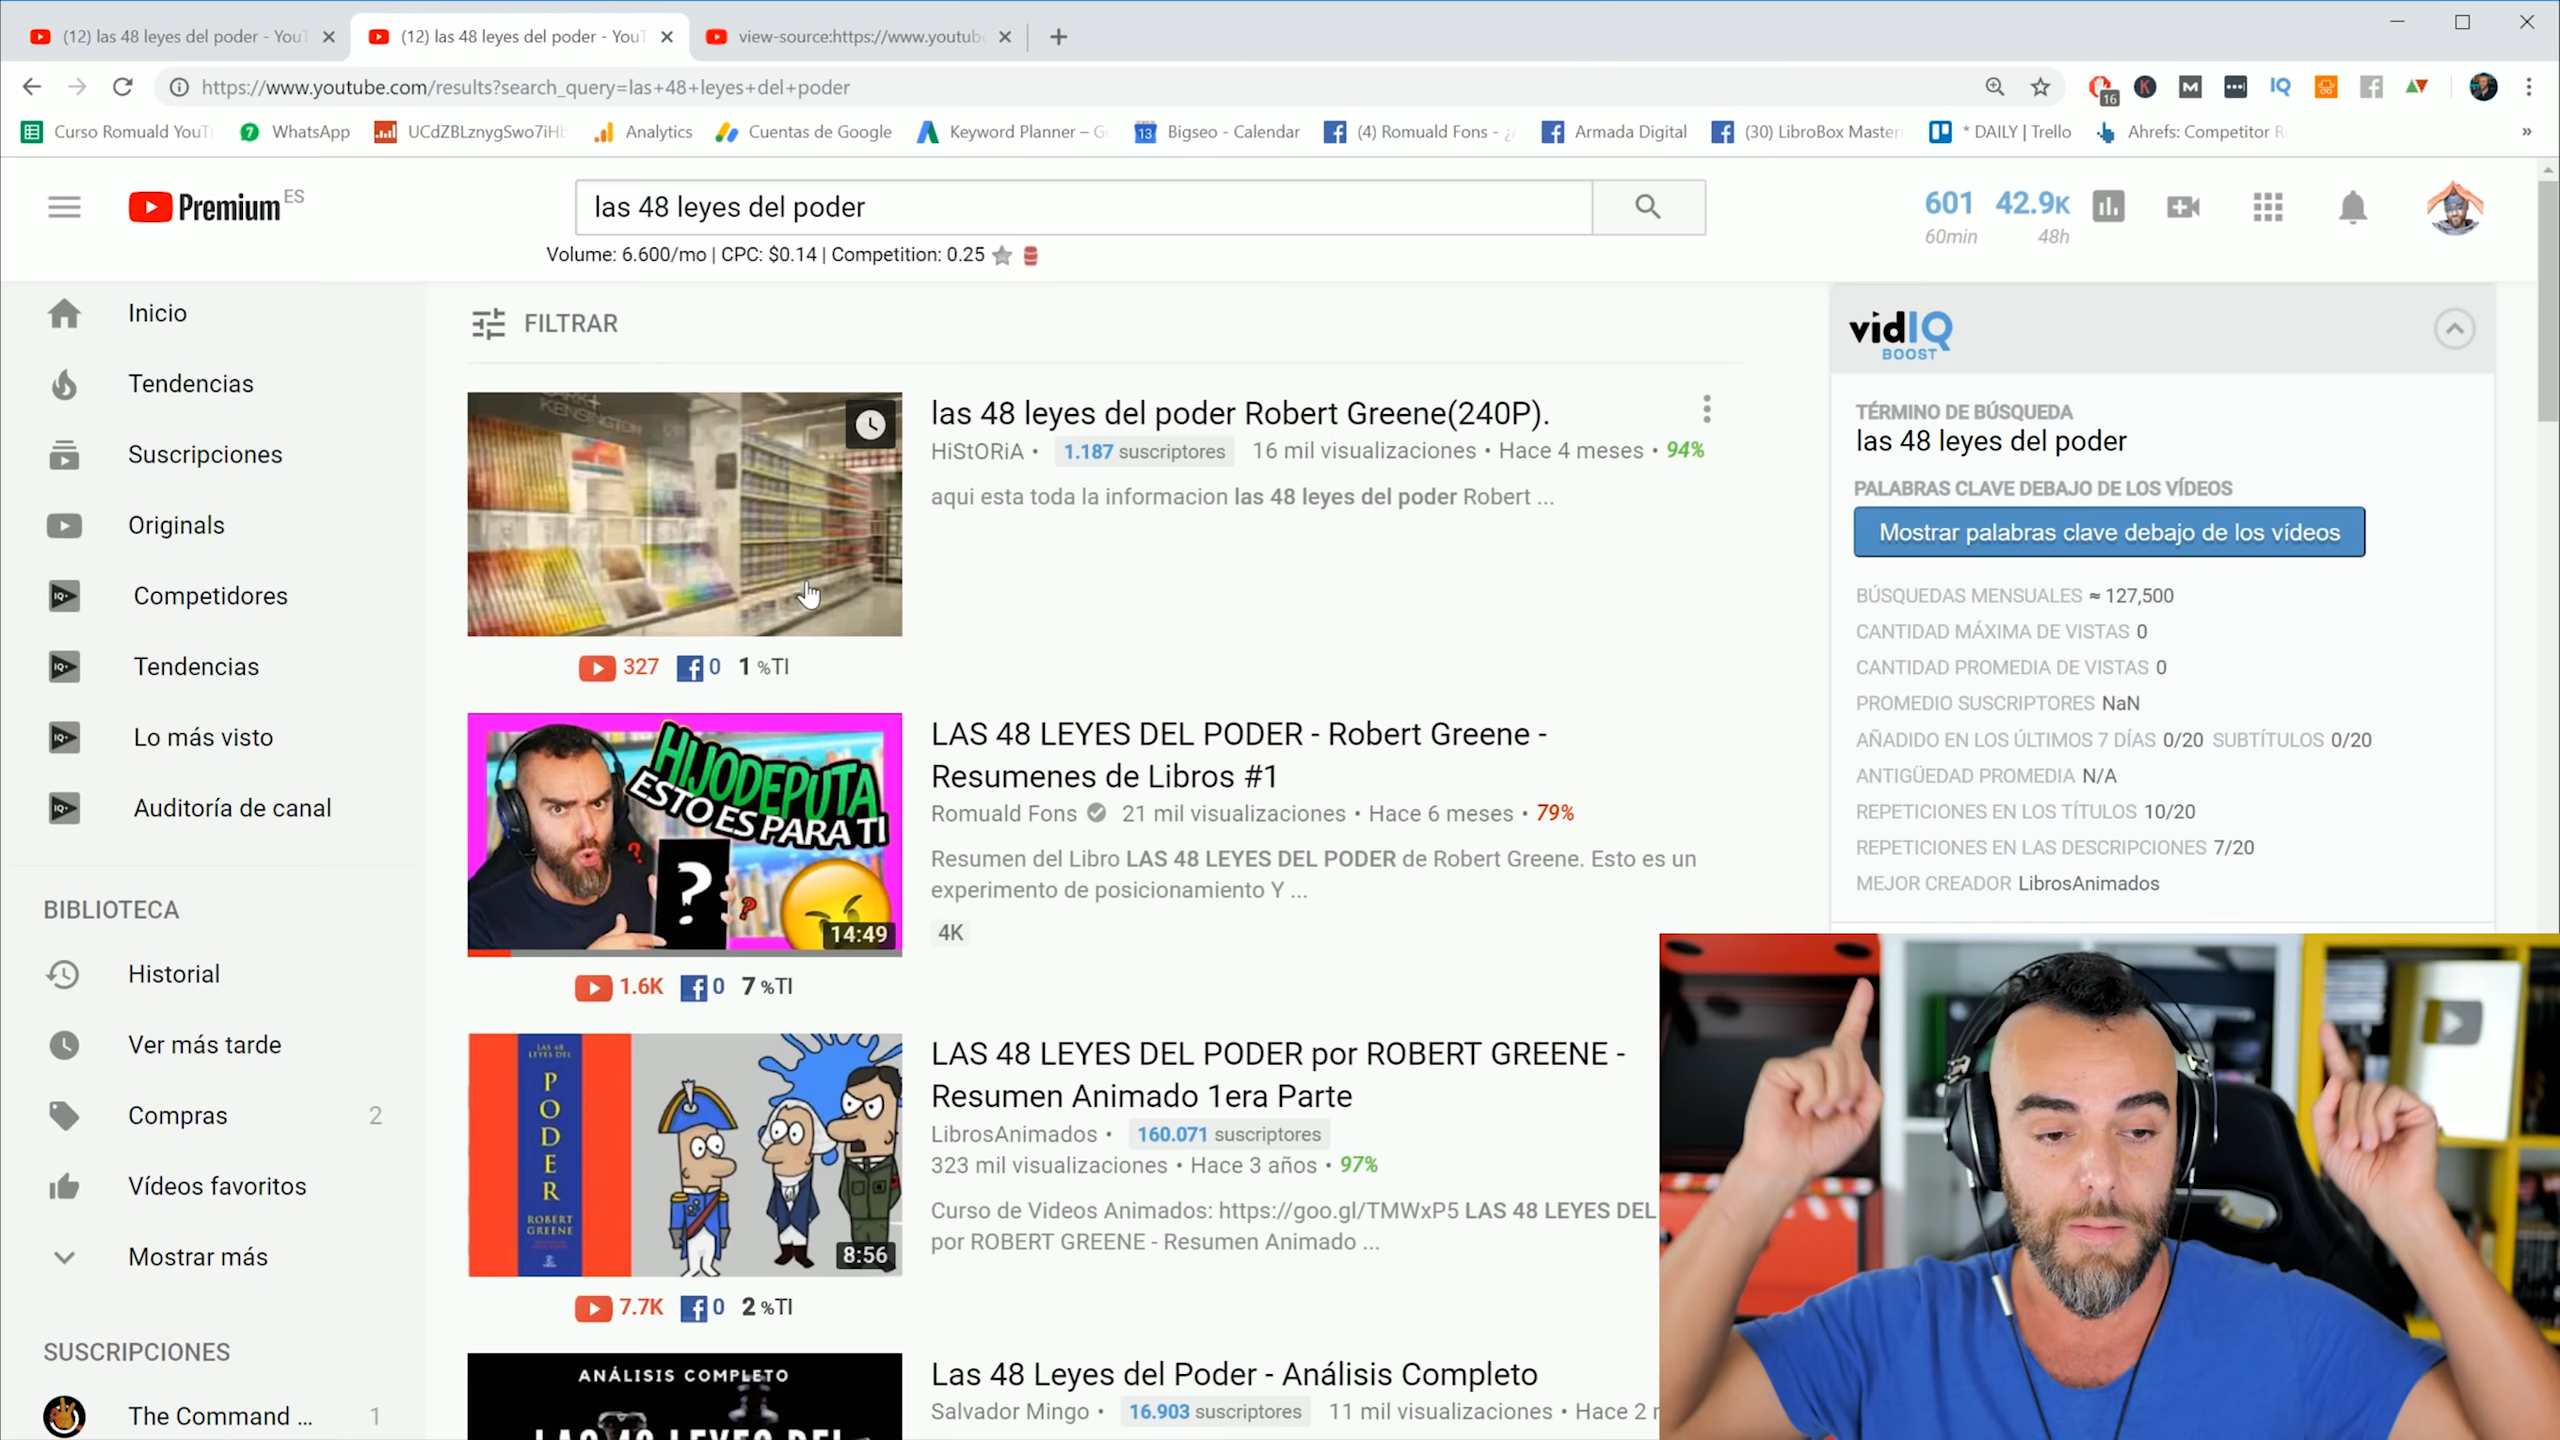 (12) las 48 leyes del poder - YouT
(12) las 48 leyes del poder - YouT
view-source:https://www.youtub
https://www.youtube.com/results?search_query=las+48+leyes+del+poder
16
K
M
IQ
Curso Romuald YouT
7 WhatsApp
UCdZBLznygSwo7iHb
Analytics
Cuentas de Google
Keyword Planner – G
13 Bigseo - Calendar
(4) Romuald Fons - ¿
Armada Digital
(30) LibroBox Master
* DAILY | Trello
Ahrefs: Competitor R
»
Premium ES
las 48 leyes del poder
601 42.9K
60min 48h
Volume: 6.600/mo | CPC: $0.14 | Competition: 0.25
Inicio
Tendencias
Suscripciones
Originals
Competidores
Tendencias
Lo más visto
Auditoría de canal
BIBLIOTECA
Historial
Ver más tarde
Compras 2
Vídeos favoritos
Mostrar más
SUSCRIPCIONES
The Command ... 1
FILTRAR
KENSINGTON
las 48 leyes del poder Robert Greene(240P).
HiStORiA • 1.187 suscriptores 16 mil visualizaciones • Hace 4 meses • 94%
aqui esta toda la informacion las 48 leyes del poder Robert ...
327 0 1 %TI
HIJODEPUTA
ESTO ES PARA TI
? ? ?
14:49
LAS 48 LEYES DEL PODER - Robert Greene -
Resumenes de Libros #1
Romuald Fons 21 mil visualizaciones • Hace 6 meses • 79%
Resumen del Libro LAS 48 LEYES DEL PODER de Robert Greene. Esto es un
experimento de posicionamiento Y ...
4K
1.6K 0 7 %TI
LAS 48
LEYES DEL
PODER
ROBERT
GREENE
8:56
LAS 48 LEYES DEL PODER por ROBERT GREENE -
Resumen Animado 1era Parte
LibrosAnimados • 160.071 suscriptores
323 mil visualizaciones • Hace 3 años • 97%
Curso de Videos Animados: https://goo.gl/TMWxP5 LAS 48 LEYES DEL
por ROBERT GREENE - Resumen Animado ...
7.7K 0 2 %TI
ANÁLISIS COMPLETO
LAS 48 LEYES DEL
Las 48 Leyes del Poder - Análisis Completo
Salvador Mingo • 16.903 suscriptores 11 mil visualizaciones • Hace 2
vidIQ
BOOST
TÉRMINO DE BÚSQUEDA
las 48 leyes del poder
PALABRAS CLAVE DEBAJO DE LOS VÍDEOS
Mostrar palabras clave debajo de los vídeos
BÚSQUEDAS MENSUALES ≈ 127,500
CANTIDAD MÁXIMA DE VISTAS 0
CANTIDAD PROMEDIA DE VISTAS 0
PROMEDIO SUSCRIPTORES NaN
AÑADIDO EN LOS ÚLTIMOS 7 DÍAS 0/20 SUBTÍTULOS 0/20
ANTIGÜEDAD PROMEDIA N/A
REPETICIONES EN LOS TÍTULOS 10/20
REPETICIONES EN LAS DESCRIPCIONES 7/20
MEJOR CREADOR LibrosAnimados